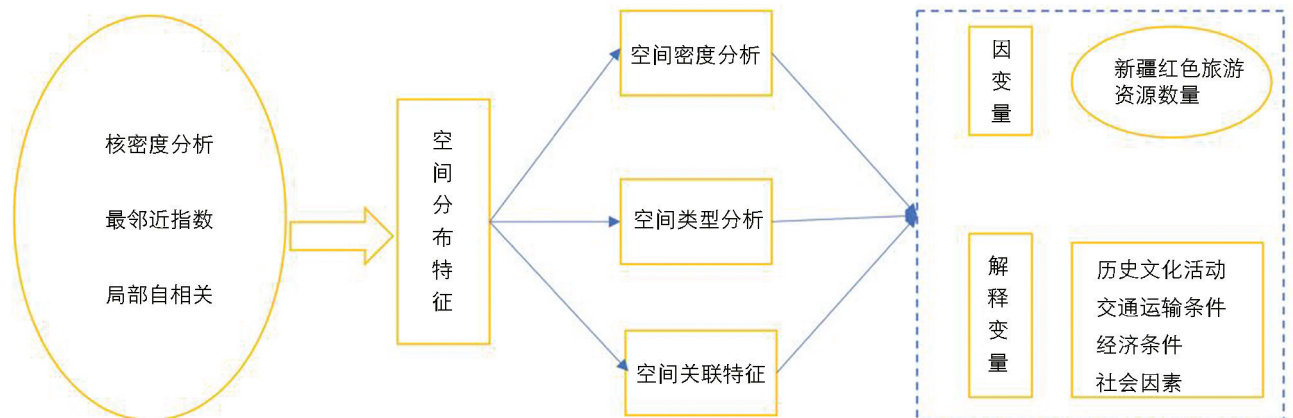 核密度分析
最邻近指数
局部自相关
空间分布特征
空间密度分析
空间类型分析
空间关联特征
因变量
新疆红色旅游
资源数量
解释变量
历史文化活动
交通运输条件
经济条件
社会因素